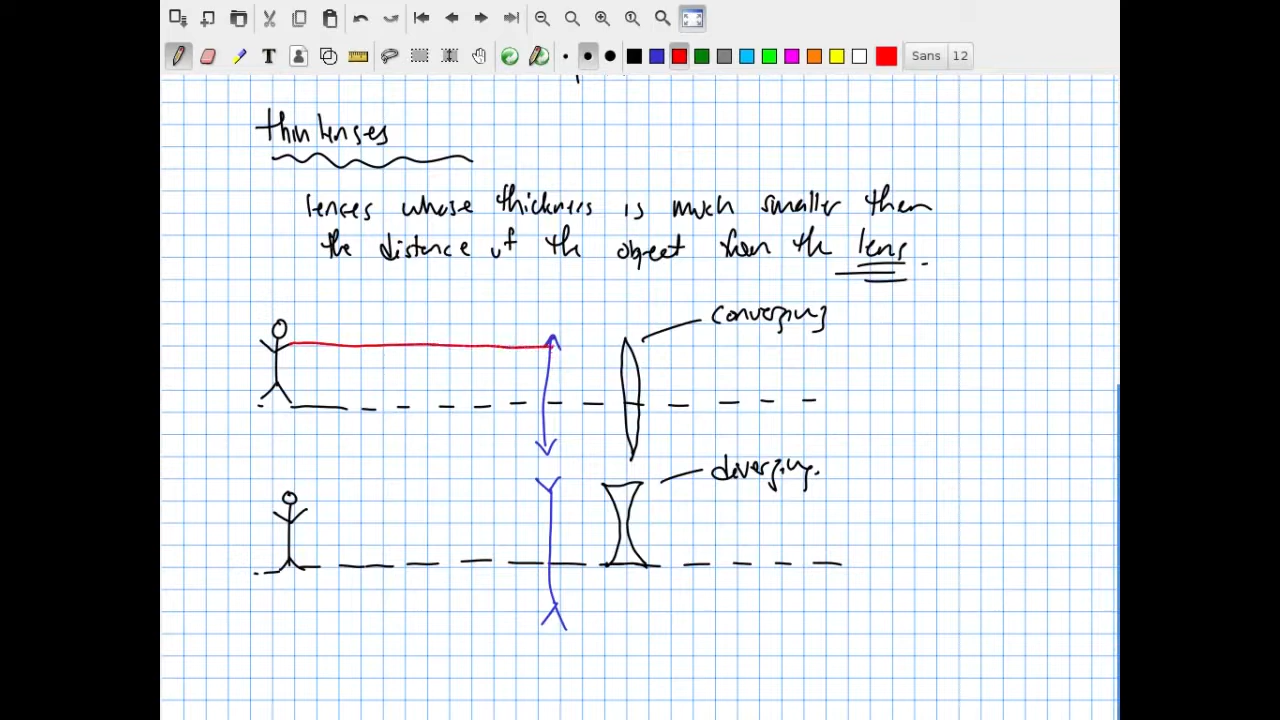 Sans 12
thin lenses
lenses whose thickness is much smaller then
the distance of the object from the lens.
converging
diverging.